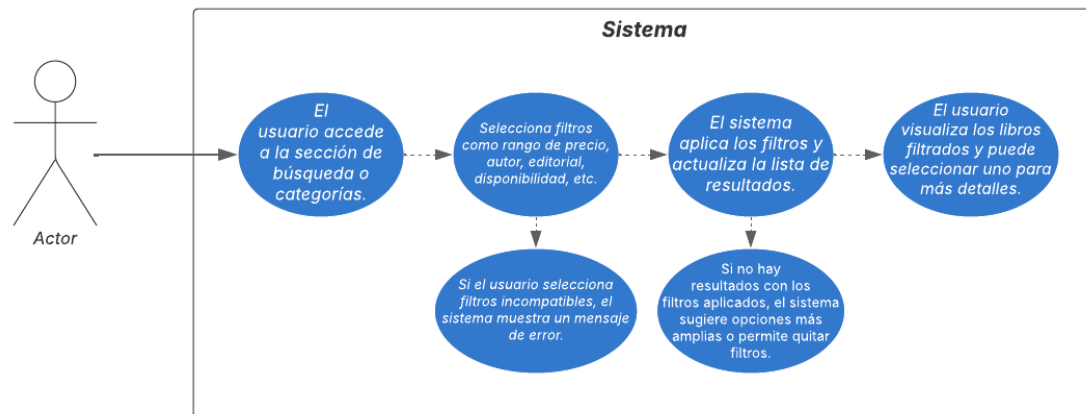 Sistema
El
usuario accede
a la sección de
búsqueda o
categorías.
Selecciona filtros
como rango de precio,
autor, editorial,
disponibilidad, etc.
El sistema
aplica los filtros y
actualiza la lista de
resultados.
El usuario
visualiza los libros
filtrados y puede
seleccionar uno para
más detalles.
Actor
Si el usuario selecciona
filtros incompatibles, el
sistema muestra un mensaje
de error.
Si no hay
resultados con los
filtros aplicados, el sistema
sugiere opciones más
amplias o permite quitar
filtros.